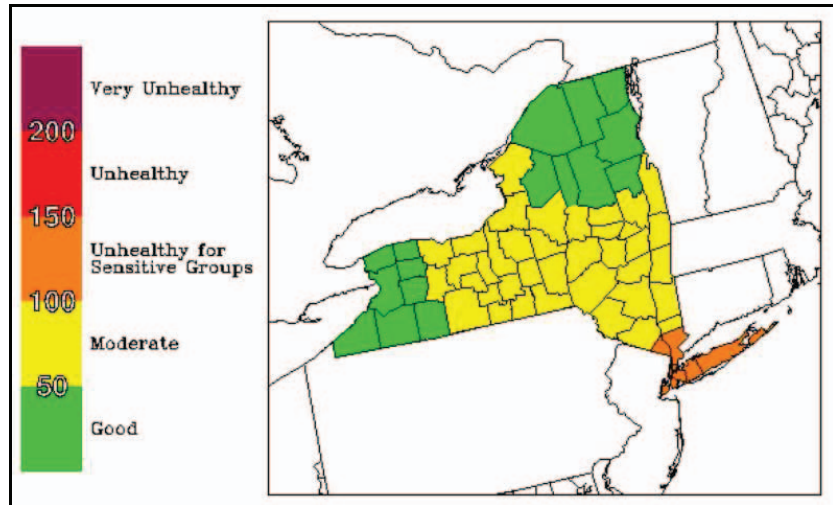 Very Unhealthy
200
Unhealthy
150
Unhealthy for
Sensitive Groups
100
Moderate
50
Good